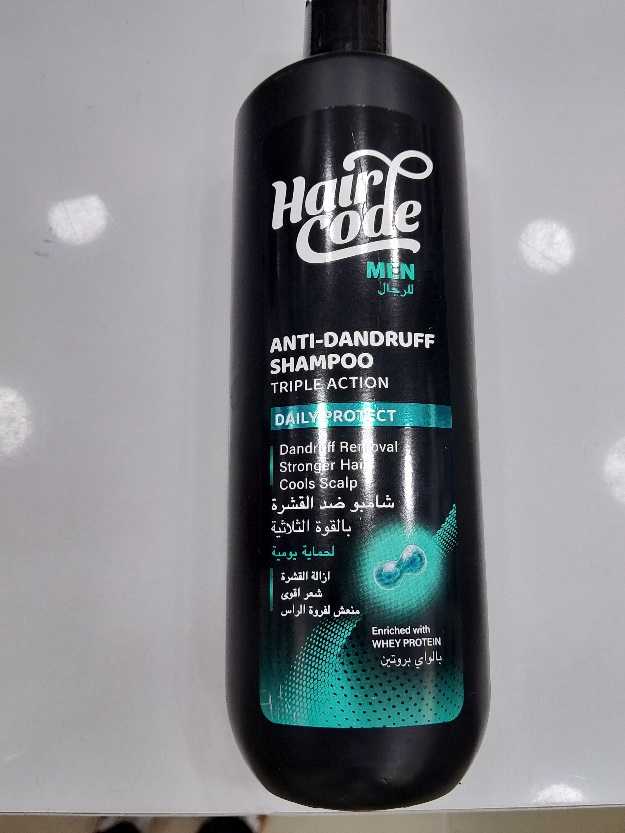 Hair
Code
MEN
للرجال
ANTI-DANDRUFF
SHAMPOO
TRIPLE ACTION
DAILY PROTECT
Dandruff Removal
Stronger Hair
Cools Scalp
شامبو ضد القشرة
بالقوة الثلاثية
لحماية يومية
ازالة القشرة
شعر اقوى
منعش لفروة الراس
Enriched with
WHEY PROTEIN
بالواي بروتين